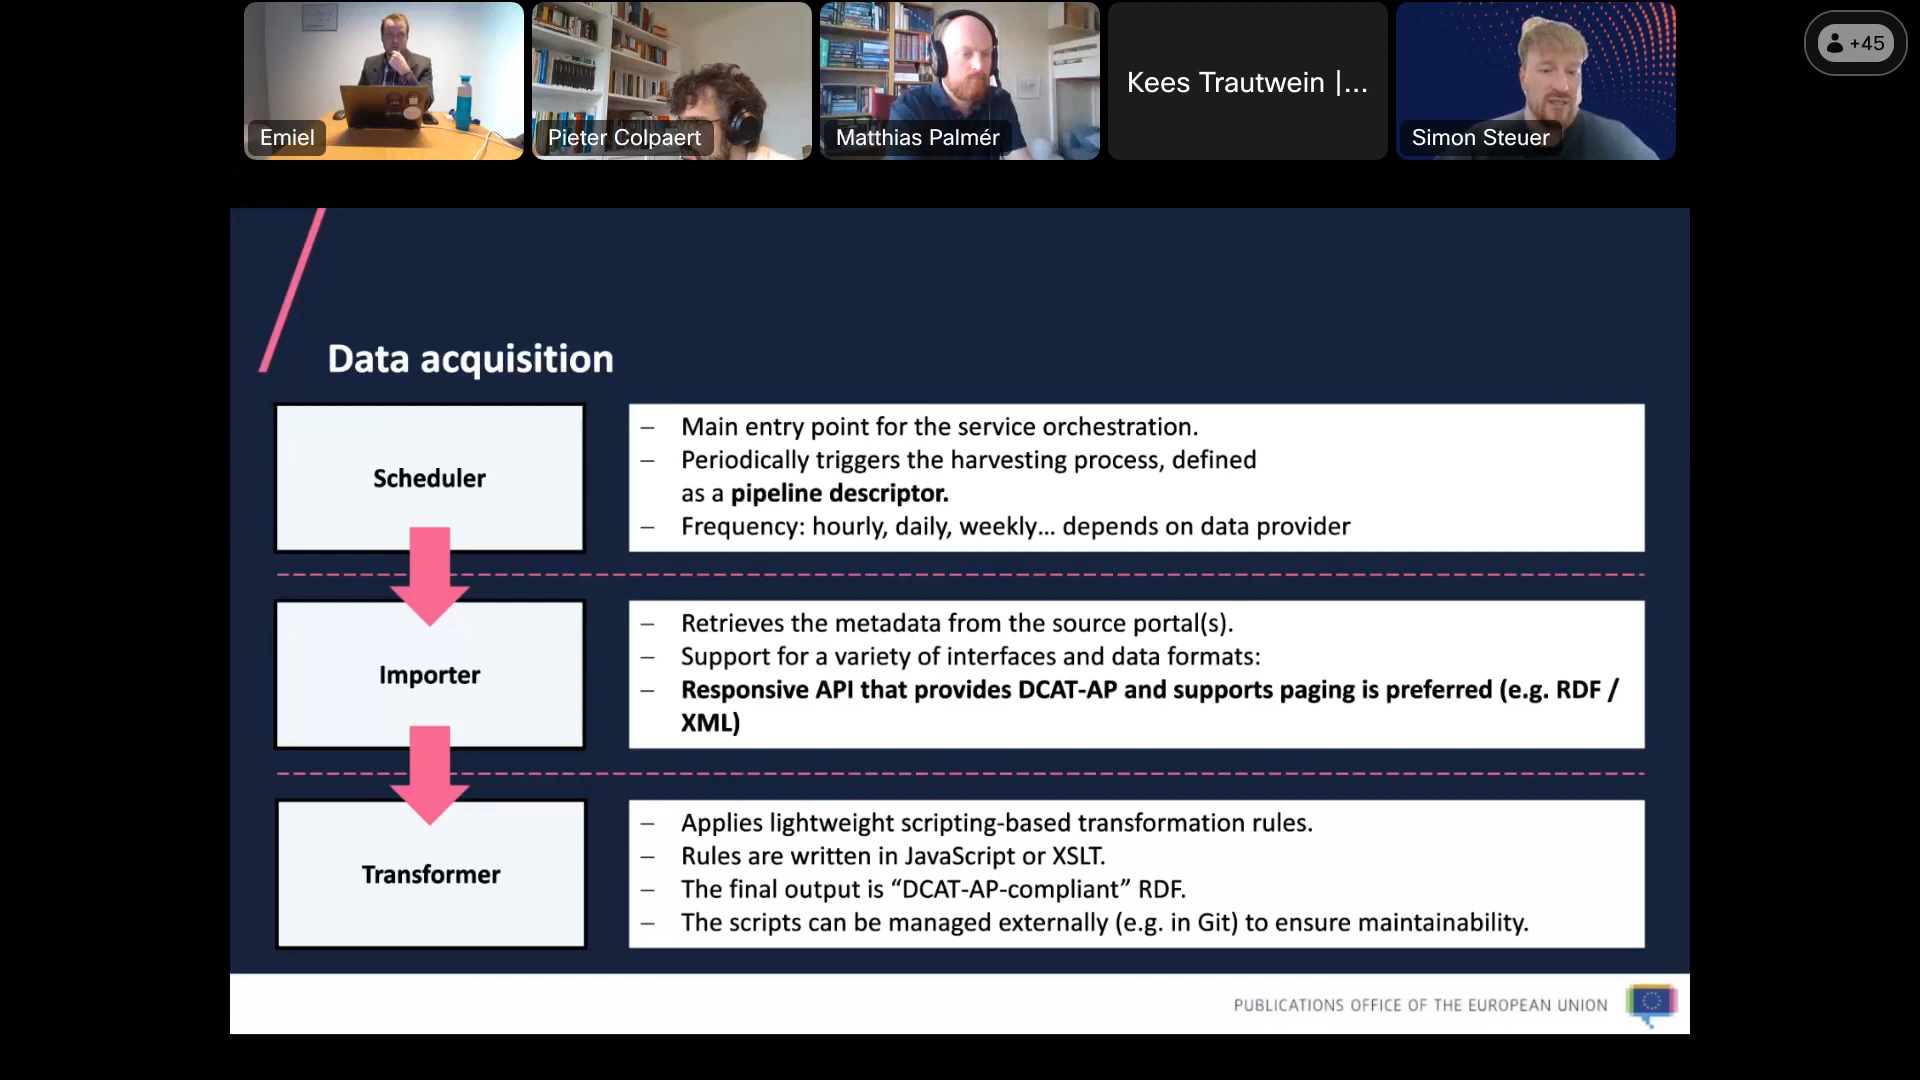 Emiel
Pieter Colpaert
Matthias Palmér
Kees Trautwein |...
Simon Steuer
+45
Data acquisition
Scheduler
– Main entry point for the service orchestration.
– Periodically triggers the harvesting process, defined
as a pipeline descriptor.
– Frequency: hourly, daily, weekly... depends on data provider
Importer
– Retrieves the metadata from the source portal(s).
– Support for a variety of interfaces and data formats:
– Responsive API that provides DCAT-AP and supports paging is preferred (e.g. RDF /
XML)
Transformer
– Applies lightweight scripting-based transformation rules.
– Rules are written in JavaScript or XSLT.
– The final output is “DCAT-AP-compliant” RDF.
– The scripts can be managed externally (e.g. in Git) to ensure maintainability.
PUBLICATIONS OFFICE OF THE EUROPEAN UNION